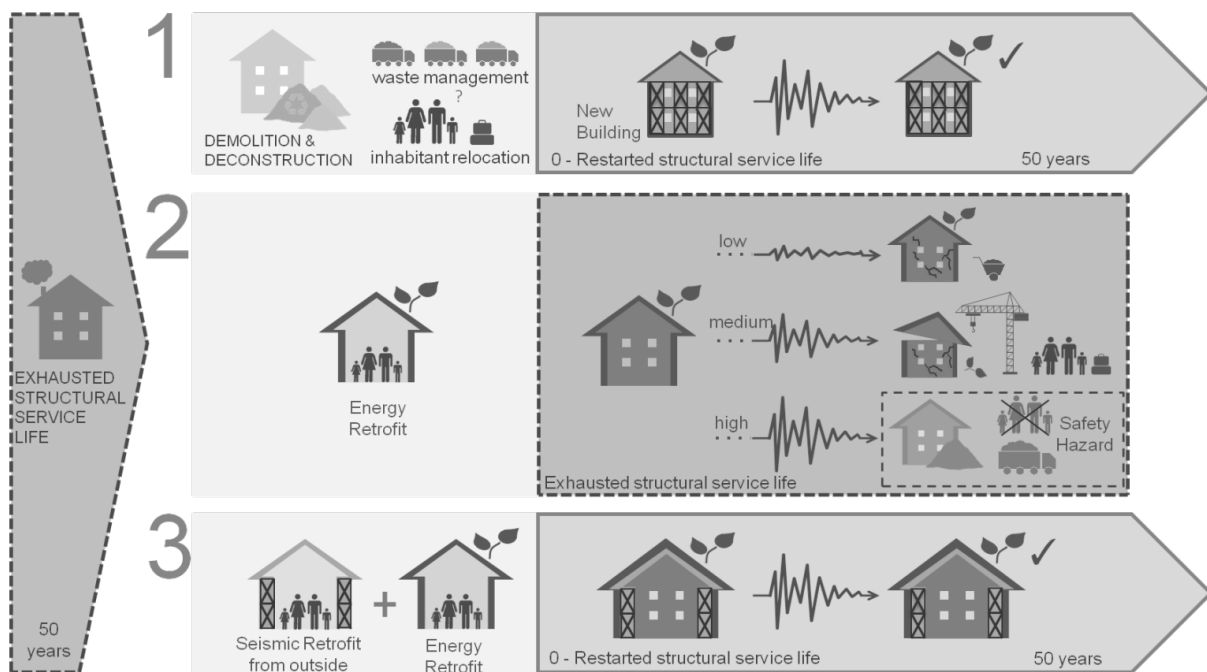 EXHAUSTED
STRUCTURAL
SERVICE
LIFE
50
years
1
DEMOLITION &
DECONSTRUCTION
waste management
?
inhabitant relocation
New
Building
0 - Restarted structural service life
50 years
2
Energy
Retrofit
low
medium
high
Safety
Hazard
Exhausted structural service life
3
Seismic Retrofit
from outside
+
Energy
Retrofit
0 - Restarted structural service life
50 years